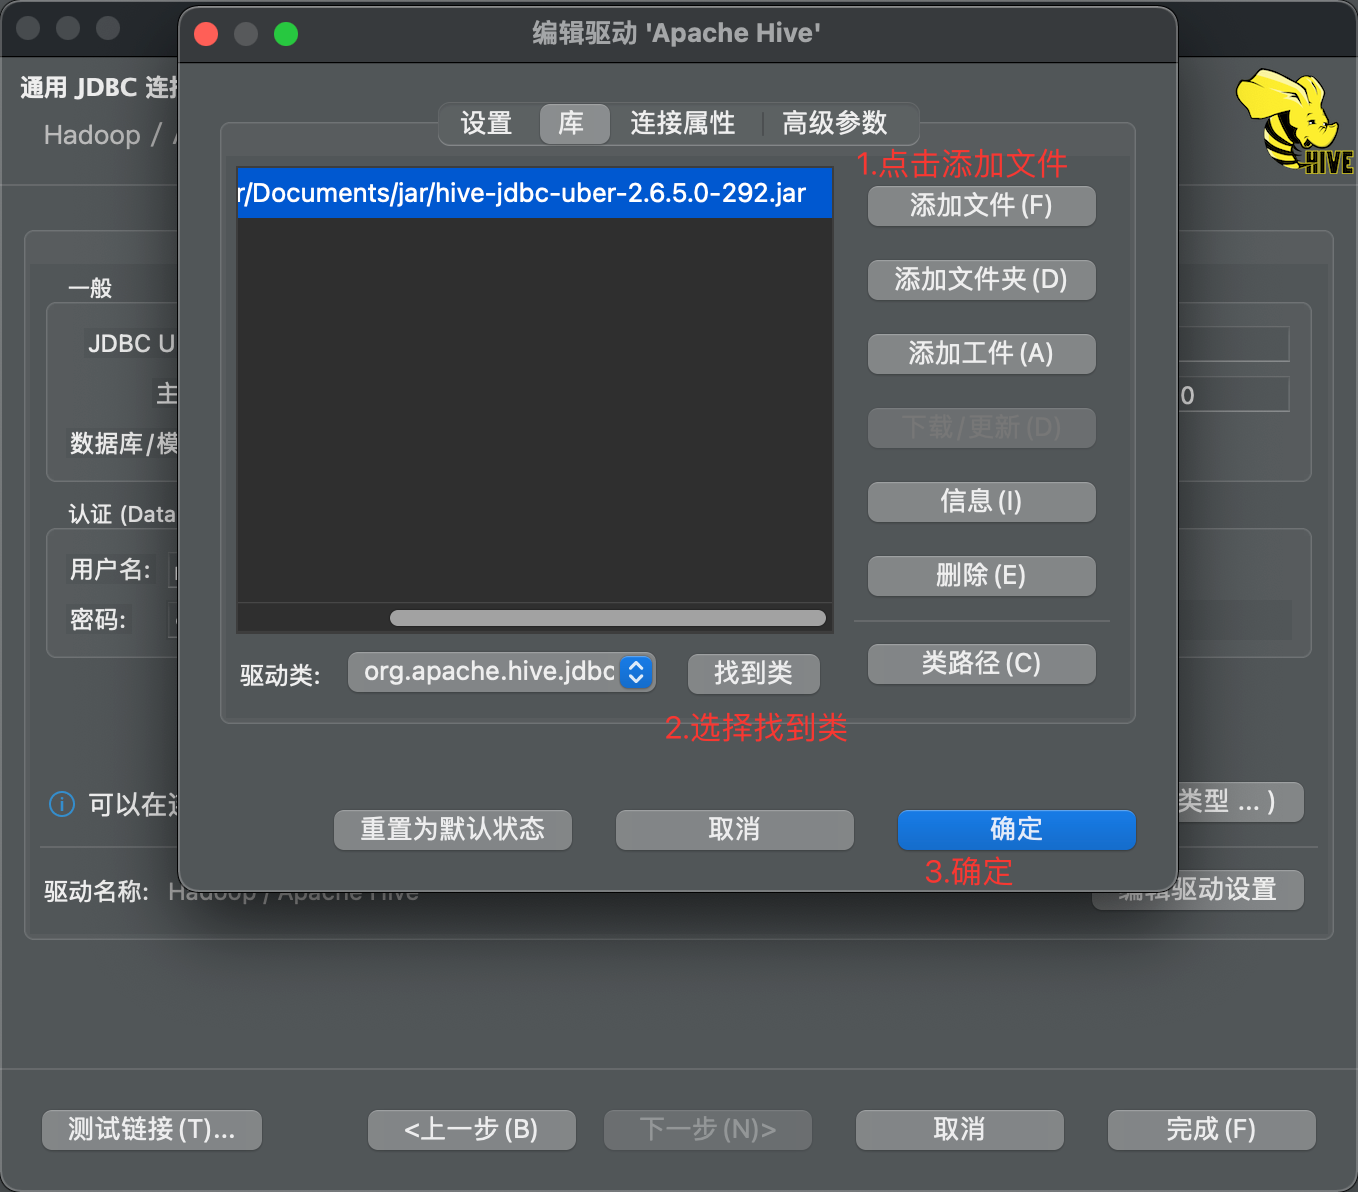 编辑驱动 'Apache Hive'
通用 JDBC 连
Hadoop /
HIVE
设置 库 连接属性 高级参数
1.点击添加文件
r/Documents/jar/hive-jdbc-uber-2.6.5.0-292.jar
添加文件 (F)
添加文件夹 (D)
添加工件 (A)
下载/更新 (D)
信息 (I)
删除 (E)
类路径 (C)
一般
JDBC U
主
0
数据库/模
认证 (Data
用户名:
密码:
驱动类: org.apache.hive.jdbc 找到类
2.选择找到类
可以在
类型 ... )
重置为默认状态 取消 确定
3.确定
驱动名称: Hadoop / Apache Hive
编辑驱动设置
测试链接 (T)... <上一步 (B) 下一步 (N)> 取消 完成 (F)